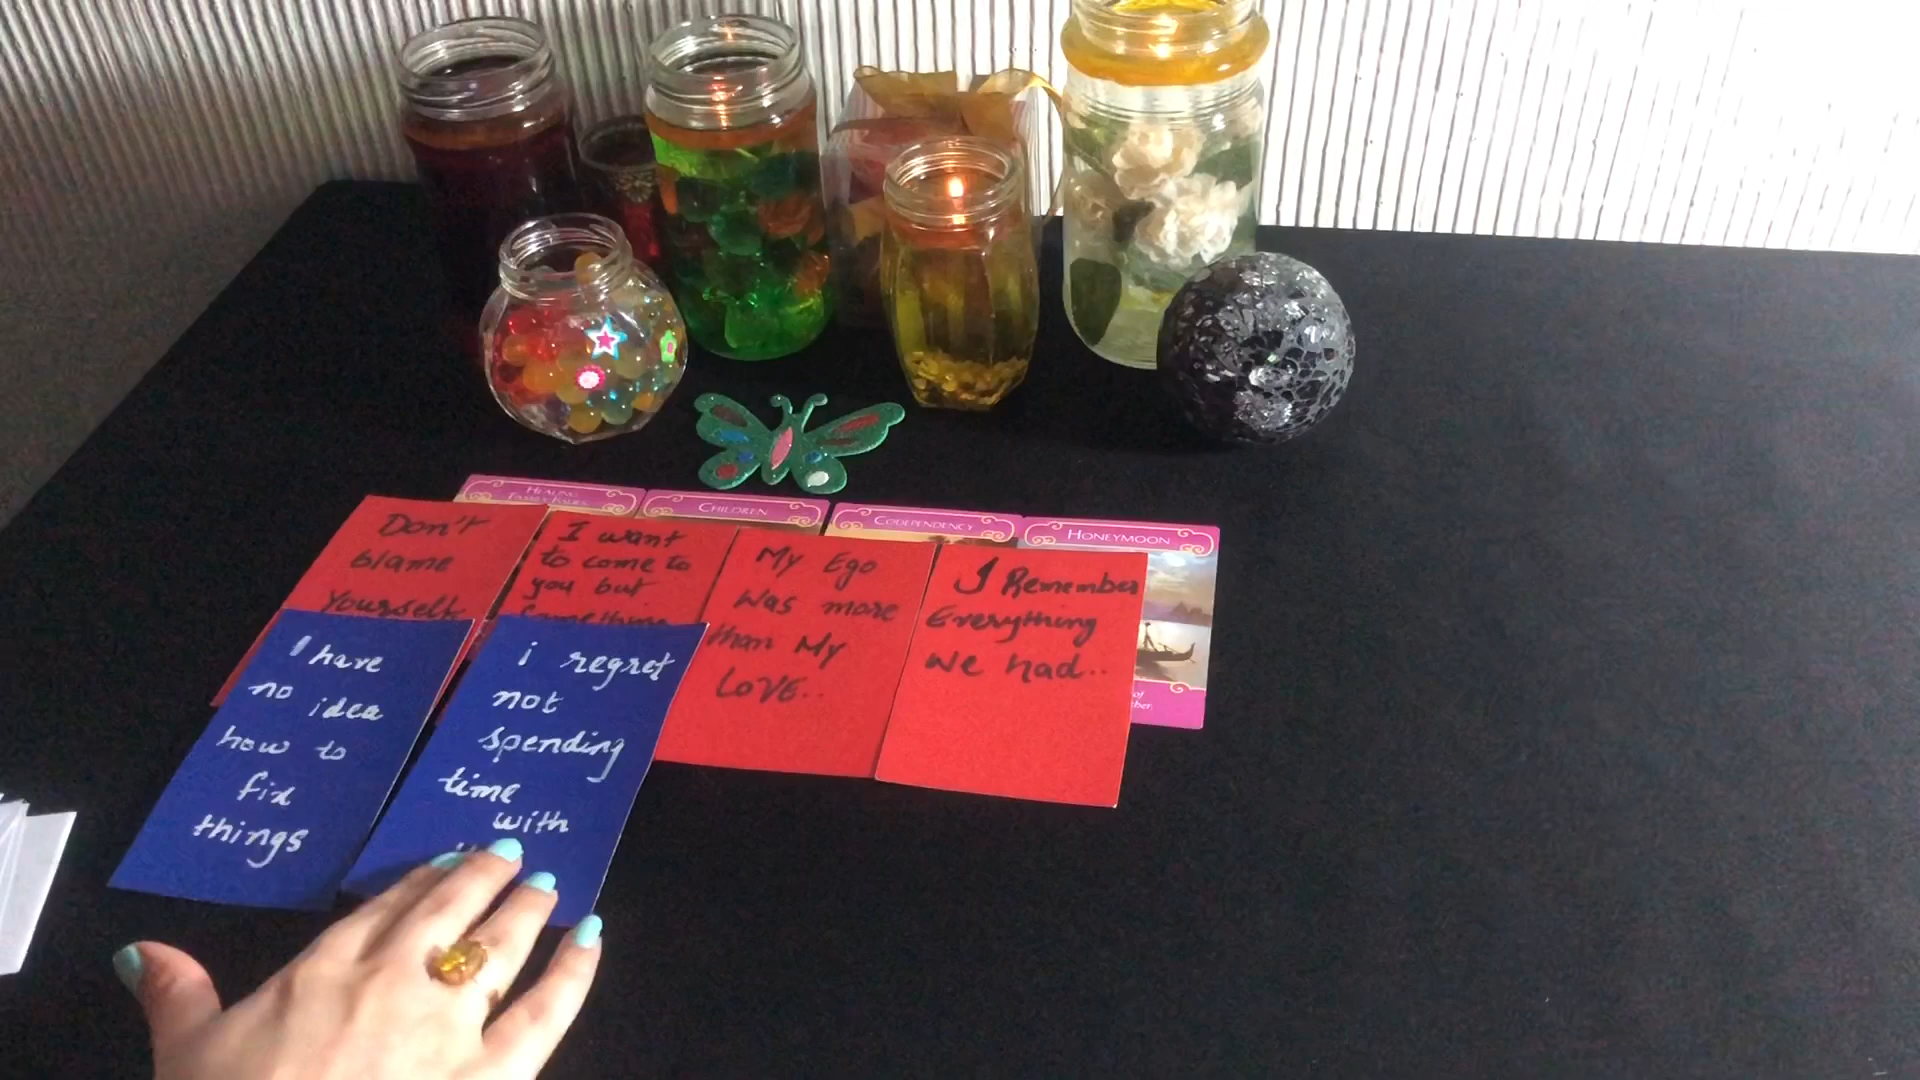 HEALING
FAMILY ISSUES
CHILDREN
CODEPENDENCY
HONEYMOON
Don't
blame
Yourself
I want
to come to
you but
Something
My Ego
Was more
than My
LOVE..
I Remember
Everything
We had..
of
I have
no idea
how to
fix
things
i regret
not
spending
time
with